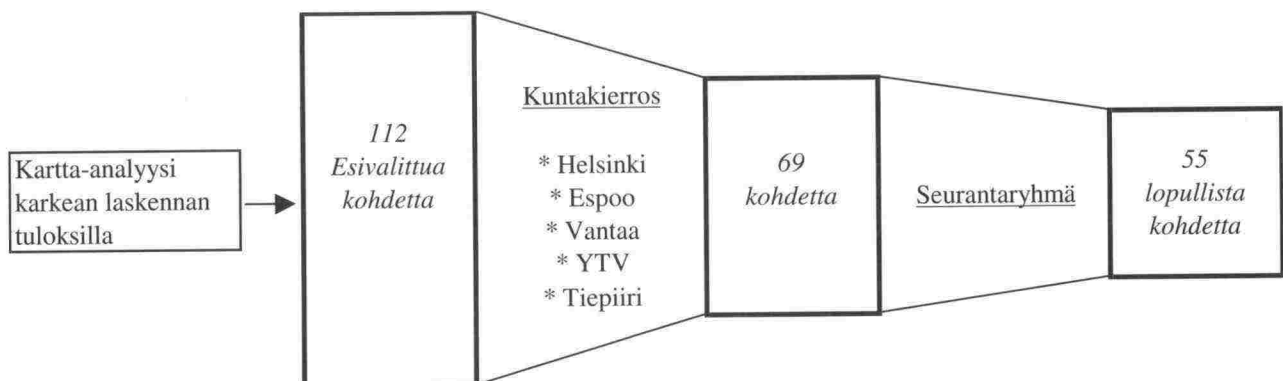 Kartta-analyysi
karkean laskennan
tuloksilla
112
Esivalittua
kohdetta
Kuntakierros
* Helsinki
* Espoo
* Vantaa
* YTV
* Tiepiiri
69
kohdetta
Seurantaryhmä
55
lopullista
kohdetta